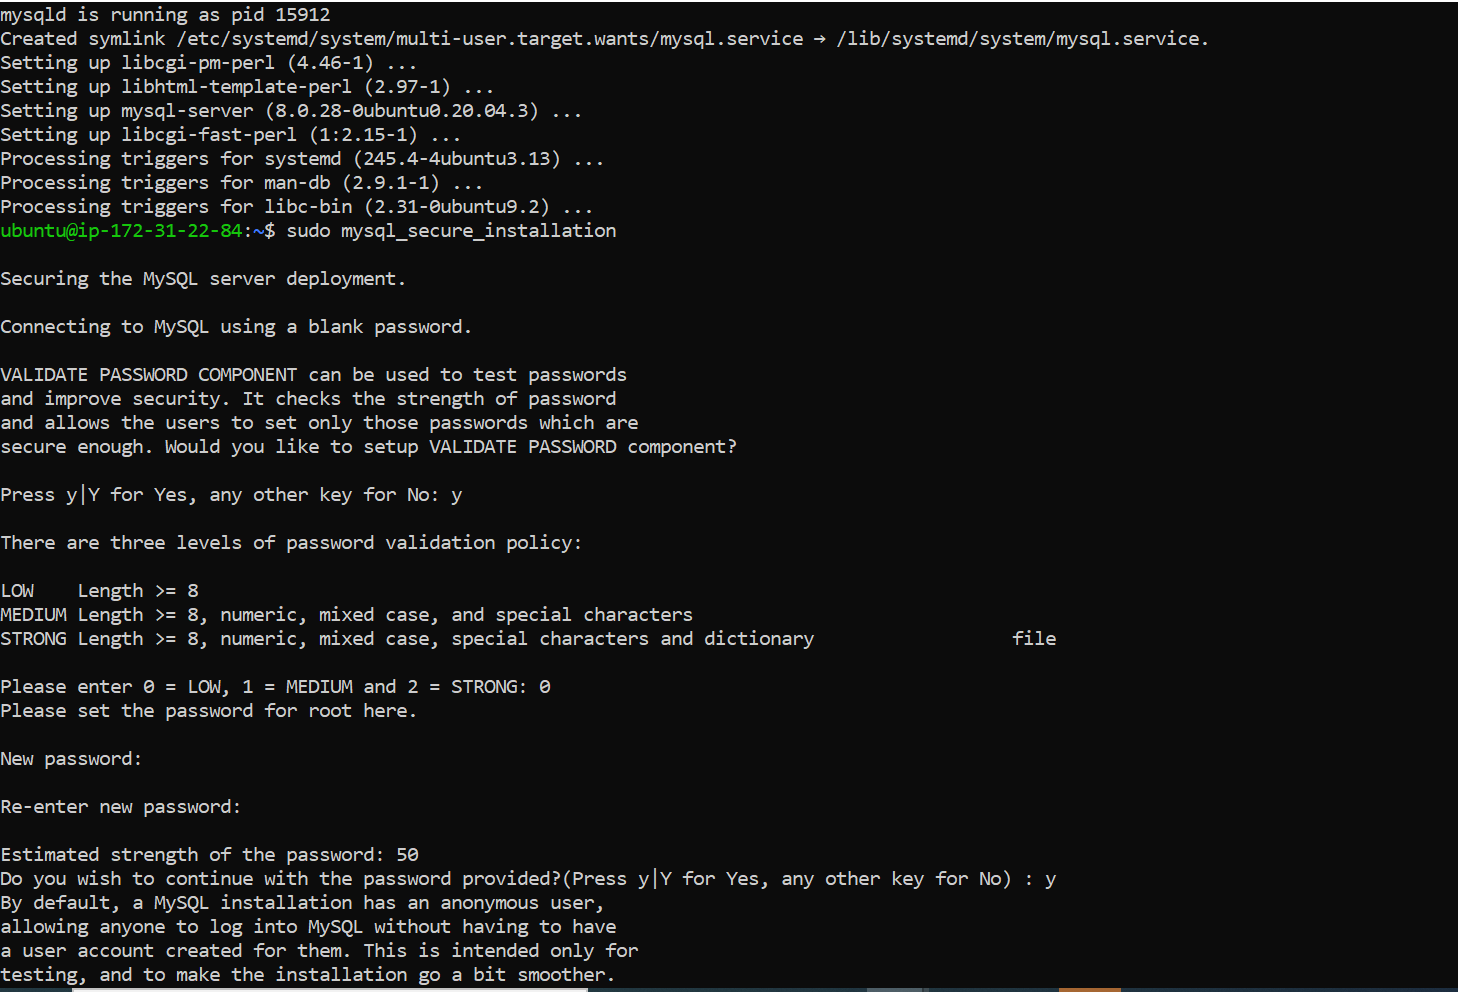 mysqld is running as pid 15912
Created symlink /etc/systemd/system/multi-user.target.wants/mysql.service → /lib/systemd/system/mysql.service.
Setting up libcgi-pm-perl (4.46-1) ...
Setting up libhtml-template-perl (2.97-1) ...
Setting up mysql-server (8.0.28-0ubuntu0.20.04.3) ...
Setting up libcgi-fast-perl (1:2.15-1) ...
Processing triggers for systemd (245.4-4ubuntu3.13) ...
Processing triggers for man-db (2.9.1-1) ...
Processing triggers for libc-bin (2.31-0ubuntu9.2) ...
ubuntu@ip-172-31-22-84:~$ sudo mysql_secure_installation
Securing the MySQL server deployment.
Connecting to MySQL using a blank password.
VALIDATE PASSWORD COMPONENT can be used to test passwords
and improve security. It checks the strength of password
and allows the users to set only those passwords which are
secure enough. Would you like to setup VALIDATE PASSWORD component?
Press y|Y for Yes, any other key for No: y
There are three levels of password validation policy:
LOW    Length >= 8
MEDIUM Length >= 8, numeric, mixed case, and special characters
STRONG Length >= 8, numeric, mixed case, special characters and dictionary                  file
Please enter 0 = LOW, 1 = MEDIUM and 2 = STRONG: 0
Please set the password for root here.
New password:
Re-enter new password:
Estimated strength of the password: 50
Do you wish to continue with the password provided?(Press y|Y for Yes, any other key for No) : y
By default, a MySQL installation has an anonymous user,
allowing anyone to log into MySQL without having to have
a user account created for them. This is intended only for
testing, and to make the installation go a bit smoother.